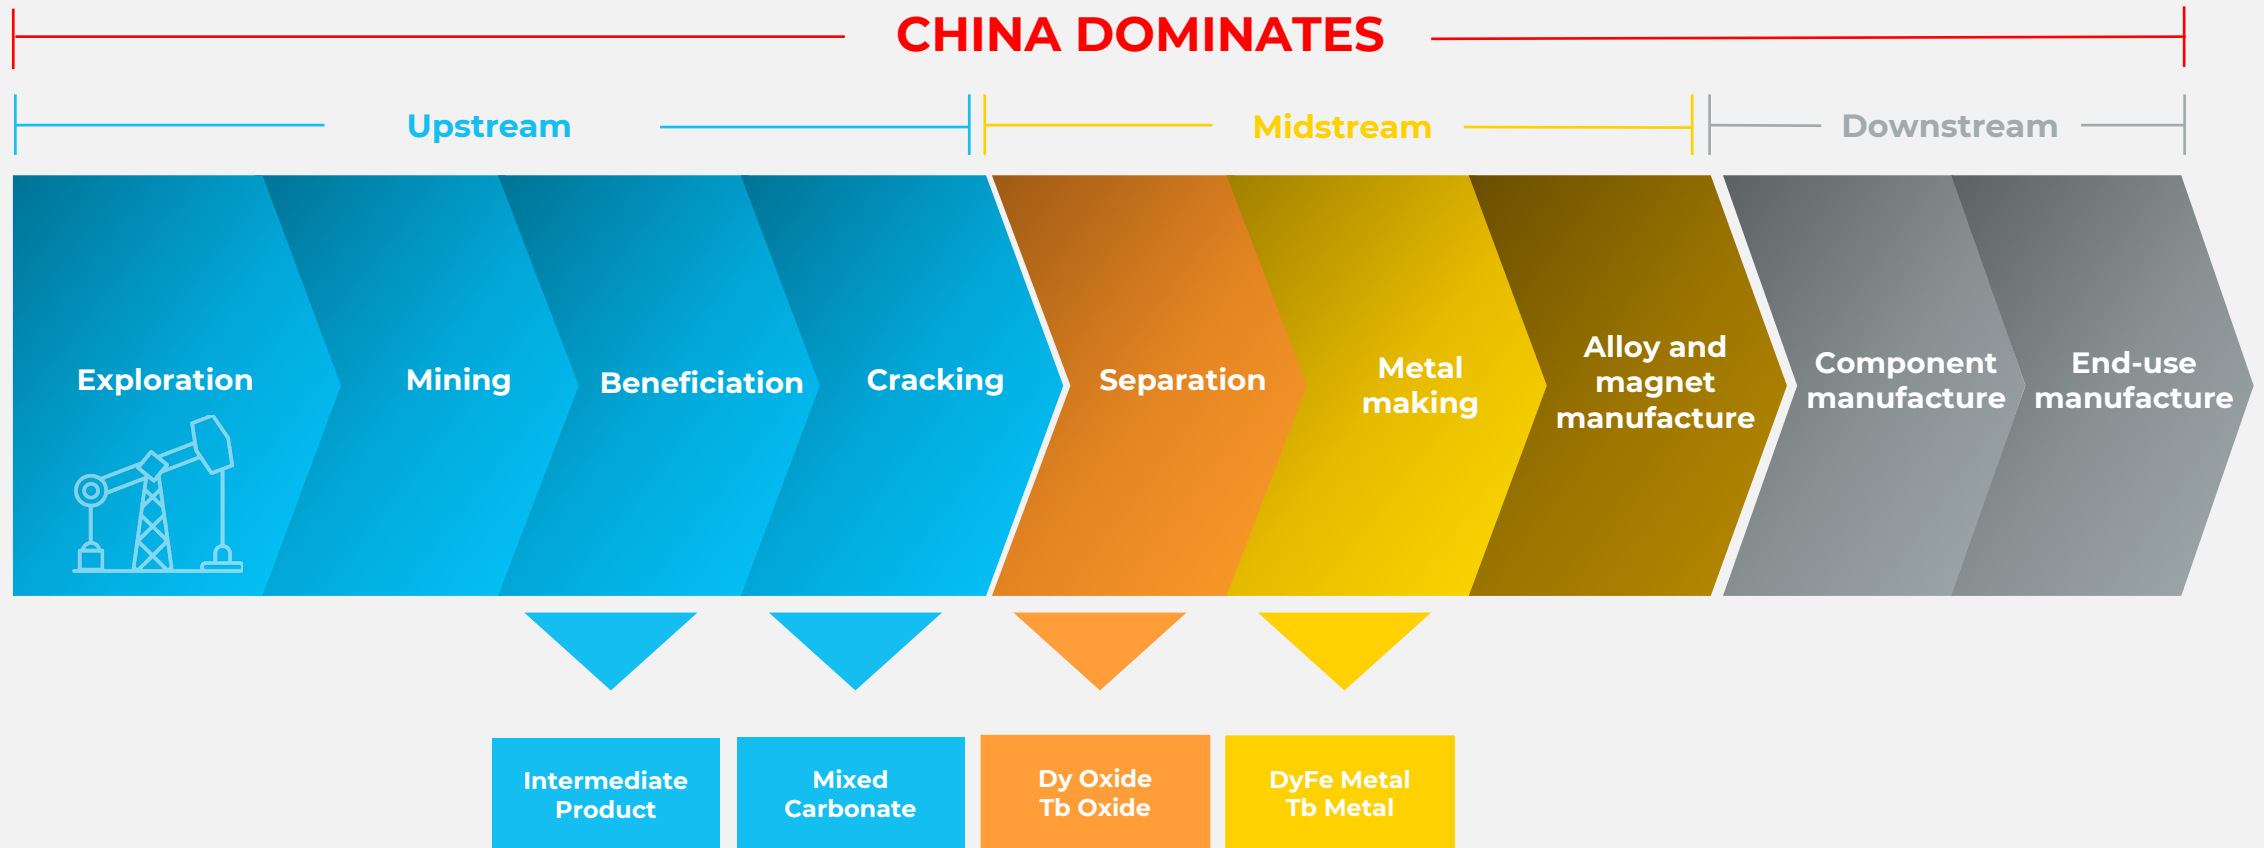 CHINA DOMINATES
Upstream
Midstream
Downstream
Exploration
Mining
Beneficiation
Cracking
Separation
Metal
making
Alloy and
magnet
manufacture
Component
manufacture
End-use
manufacture
Intermediate
Product
Mixed
Carbonate
Dy Oxide
Tb Oxide
DyFe Metal
Tb Metal